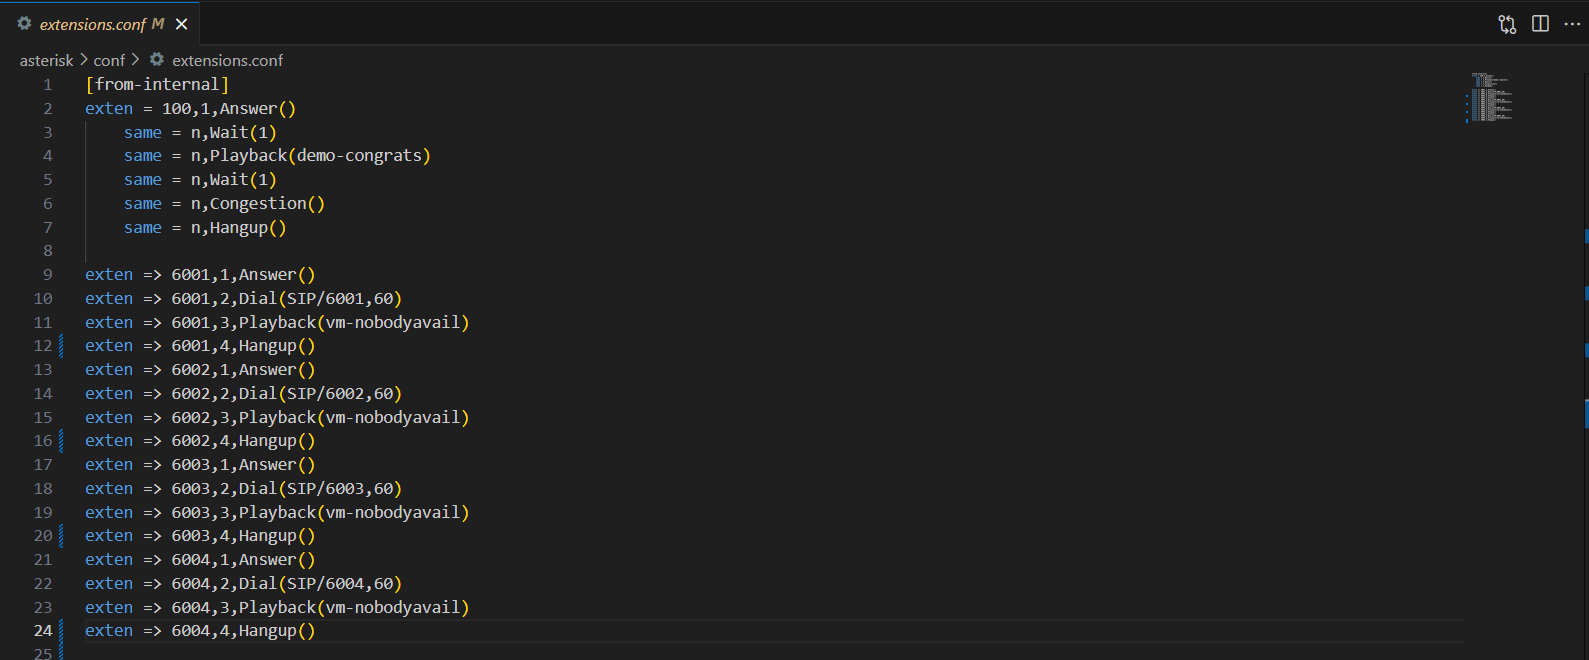 extensions.conf M
asterisk > conf > extensions.conf
1 [from-internal]
2 exten = 100,1,Answer()
3 same = n,Wait(1)
4 same = n,Playback(demo-congrats)
5 same = n,Wait(1)
6 same = n,Congestion()
7 same = n,Hangup()
8
9 exten => 6001,1,Answer()
10 exten => 6001,2,Dial(SIP/6001,60)
11 exten => 6001,3,Playback(vm-nobodyavail)
12 exten => 6001,4,Hangup()
13 exten => 6002,1,Answer()
14 exten => 6002,2,Dial(SIP/6002,60)
15 exten => 6002,3,Playback(vm-nobodyavail)
16 exten => 6002,4,Hangup()
17 exten => 6003,1,Answer()
18 exten => 6003,2,Dial(SIP/6003,60)
19 exten => 6003,3,Playback(vm-nobodyavail)
20 exten => 6003,4,Hangup()
21 exten => 6004,1,Answer()
22 exten => 6004,2,Dial(SIP/6004,60)
23 exten => 6004,3,Playback(vm-nobodyavail)
24 exten => 6004,4,Hangup()
25